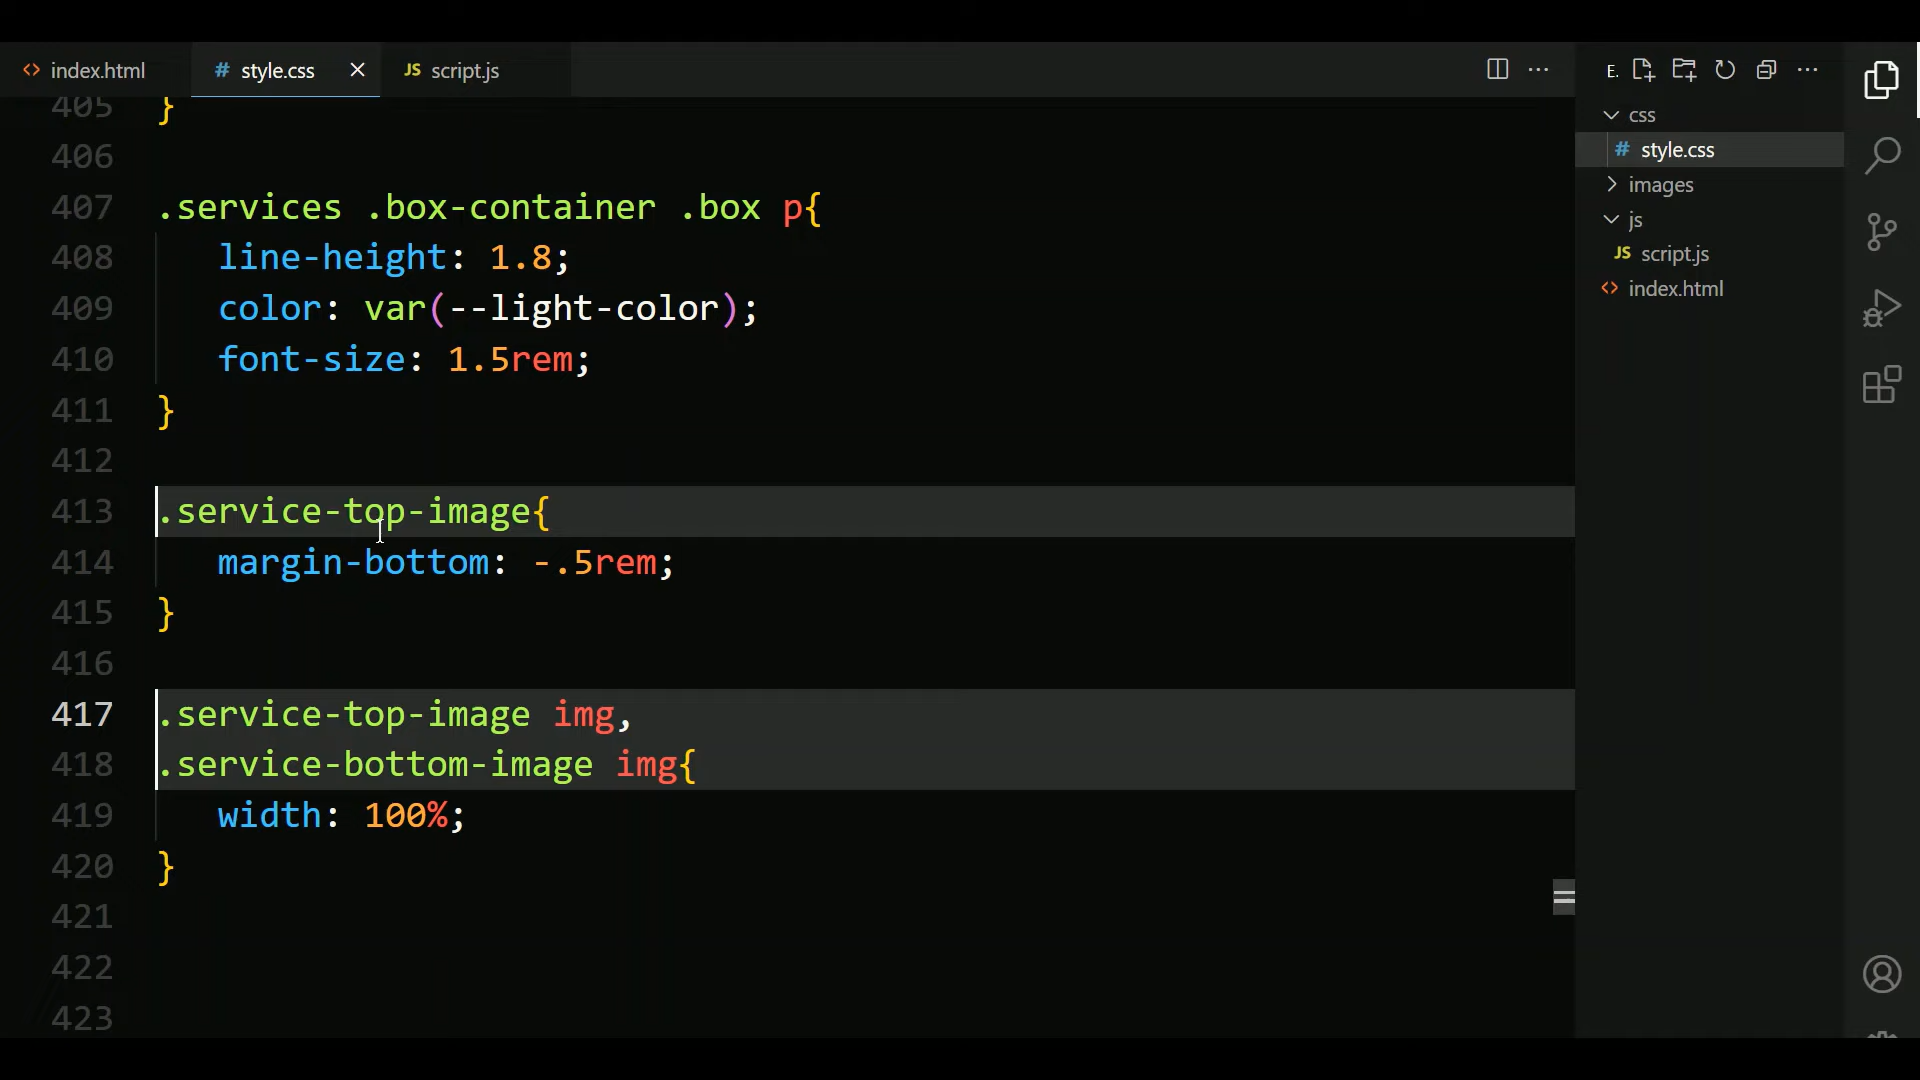 index.html style.css script.js E.
405 }
406
407 .services .box-container .box p{
408 line-height: 1.8;
409 color: var(--light-color);
410 font-size: 1.5rem;
411 }
412
413 .service-top-image{
414 margin-bottom: -.5rem;
415 }
416
417 .service-top-image img,
418 .service-bottom-image img{
419 width: 100%;
420 }
421
422
423
css
# style.css
images
js
JS script.js
index.html